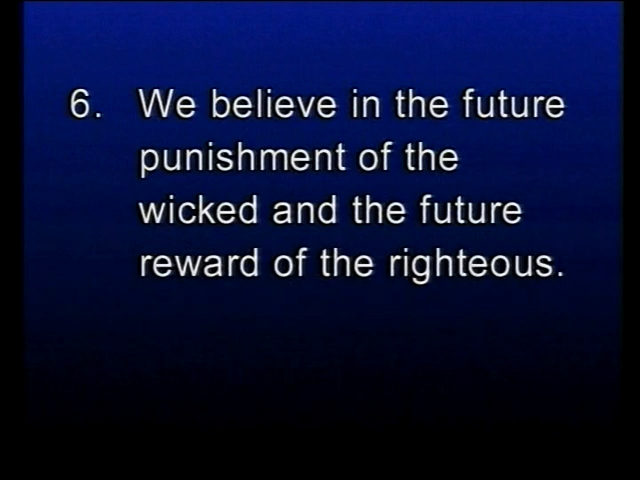 6. We believe in the future
punishment of the
wicked and the future
reward of the righteous.